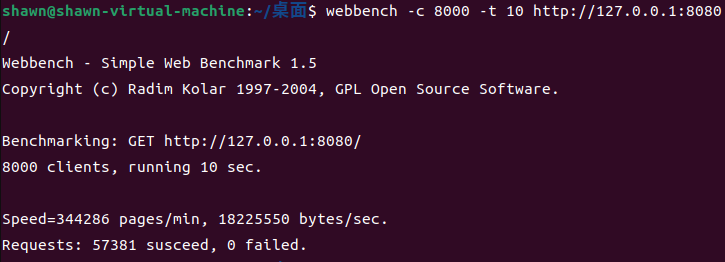 shawn@shawn-virtual-machine:~/桌面$ webbench -c 8000 -t 10 http://127.0.0.1:8080
/
Webbench - Simple Web Benchmark 1.5
Copyright (c) Radim Kolar 1997-2004, GPL Open Source Software.
Benchmarking: GET http://127.0.0.1:8080/
8000 clients, running 10 sec.
Speed=344286 pages/min, 18225550 bytes/sec.
Requests: 57381 susceed, 0 failed.